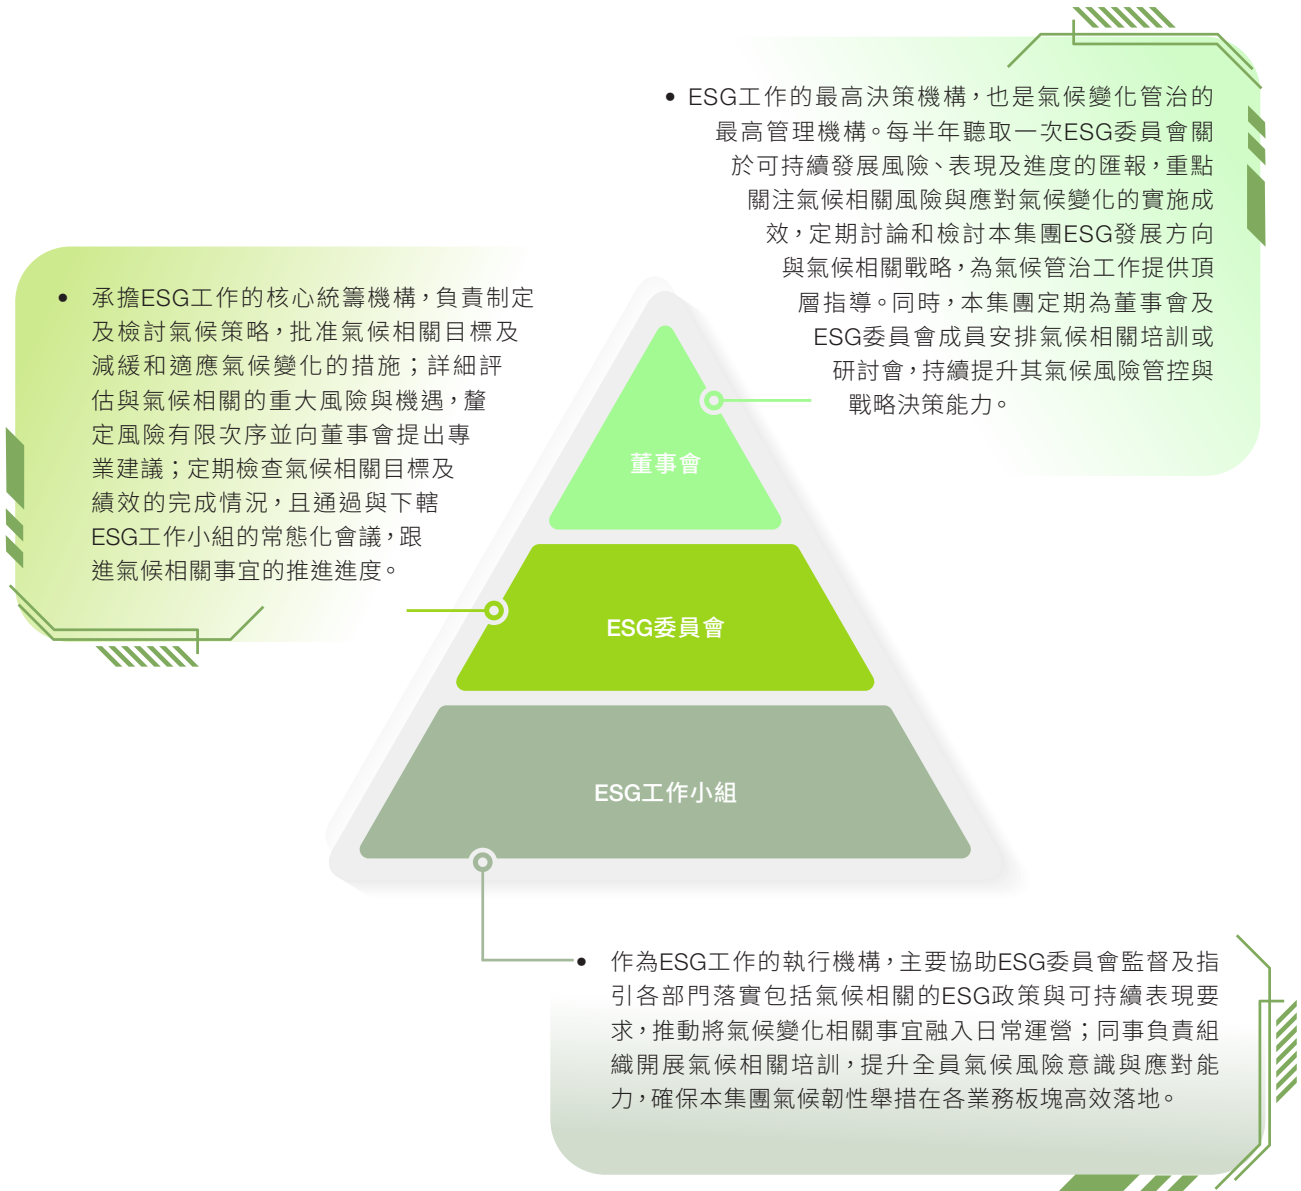 • ESG工作的最高決策機構，也是氣候變化管治的
最高管理機構。每半年聽取一次ESG委員會關
於可持續發展風險、表現及進度的匯報，重點
關注氣候相關風險與應對氣候變化的實施成
效，定期討論和檢討本集團ESG發展方向
與氣候相關戰略，為氣候管治工作提供頂
層指導。同時，本集團定期為董事會及
ESG委員會成員安排氣候相關培訓或
研討會，持續提升其氣候風險管控與
戰略決策能力。
• 承擔ESG工作的核心統籌機構，負責制定
及檢討氣候策略，批准氣候相關目標及
減緩和適應氣候變化的措施；詳細評
估與氣候相關的重大風險與機遇，釐
定風險有限次序並向董事會提出專
業建議；定期檢查氣候相關目標及
績效的完成情況，且通過與下轄
ESG工作小組的常態化會議，跟
進氣候相關事宜的推進進度。
董事會
ESG委員會
ESG工作小組
• 作為ESG工作的執行機構，主要協助ESG委員會監督及指
引各部門落實包括氣候相關的ESG政策與可持續表現要
求，推動將氣候變化相關事宜融入日常運營；同事負責組
織開展氣候相關培訓，提升全員氣候風險意識與應對能
力，確保本集團氣候韌性舉措在各業務板塊高效落地。